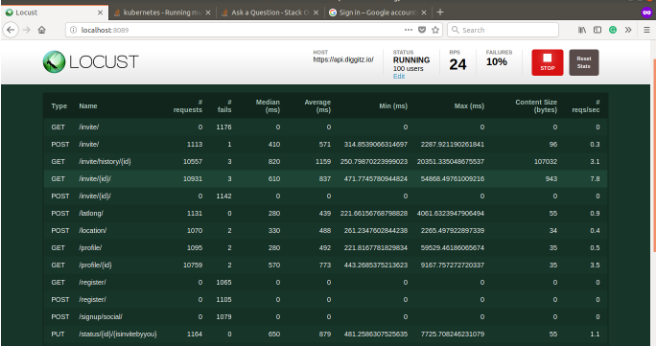 Locust
kubernetes - Running m
Ask a Question - Stack O
Sign in – Google accoun
localhost:8089
Search
LOCUST
HOST
https://api.diggitz.io/
STATUS
RUNNING
100 users
Edit
RPS
24
FAILURES
10%
STOP
Reset Stats
Type Name # requests # fails Median (ms) Average (ms) Min (ms) Max (ms) Content Size (bytes) # reqs/sec
GET /invite/ 0 1176 0 0 0 0 0 0
POST /invite/ 1113 1 410 571 314.8539066314697 2287.921190261841 96 0.3
GET /invite/history/{id} 10557 3 820 1159 250.79870223999023 20351.335048675537 107032 3.1
GET /invite/{id}/ 10931 3 610 837 471.7745780944824 54868.49761009216 943 7.8
POST /invite/{id}/ 0 1142 0 0 0 0 0 0
POST /latlong/ 1131 0 280 439 221.66156768798828 4061.6323947906494 55 0.9
POST /location/ 1070 2 330 488 261.2347602844238 2265.497922897339 34 0.4
GET /profile/ 1095 2 280 492 221.8167781829834 59529.46186065674 35 0.5
GET /profile/{id} 10759 2 570 773 443.2685375213623 9167.757272720337 35 3.5
GET /register/ 0 1065 0 0 0 0 0 0
POST /register/ 0 1105 0 0 0 0 0 0
POST /signup/social/ 0 1079 0 0 0 0 0 0
PUT /status/{id}/{isinvitebyyou} 1164 0 650 879 481.2586307525635 7725.708246231079 55 1.1